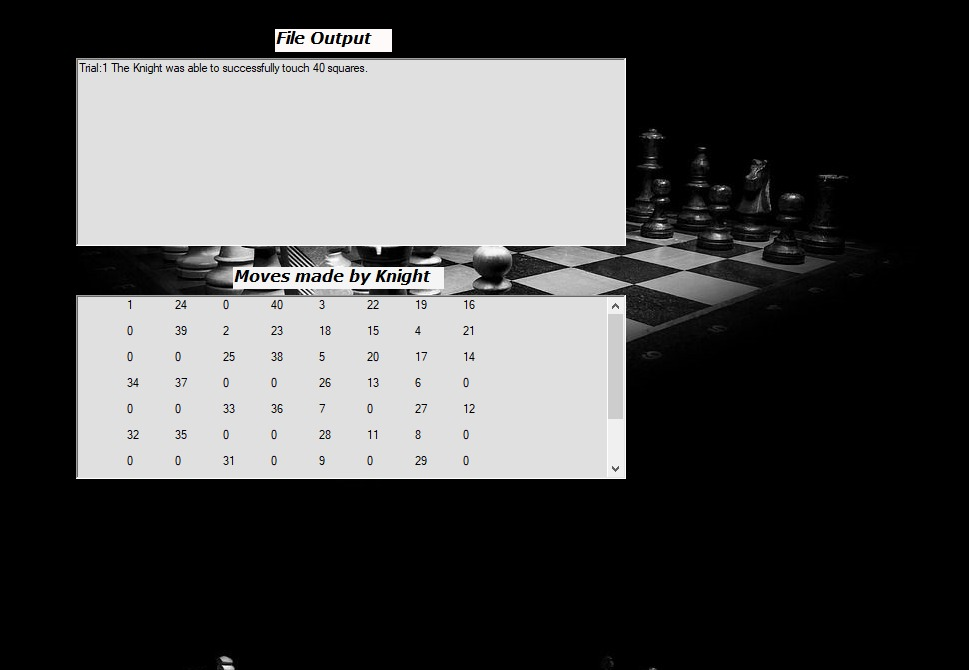 File Output
Trial:1 The Knight was able to successfully touch 40 squares.
Moves made by Knight
1 24 0 40 3 22 19 16
0 39 2 23 18 15 4 21
0 0 25 38 5 20 17 14
34 37 0 0 26 13 6 0
0 0 33 36 7 0 27 12
32 35 0 0 28 11 8 0
0 0 31 0 9 0 29 0